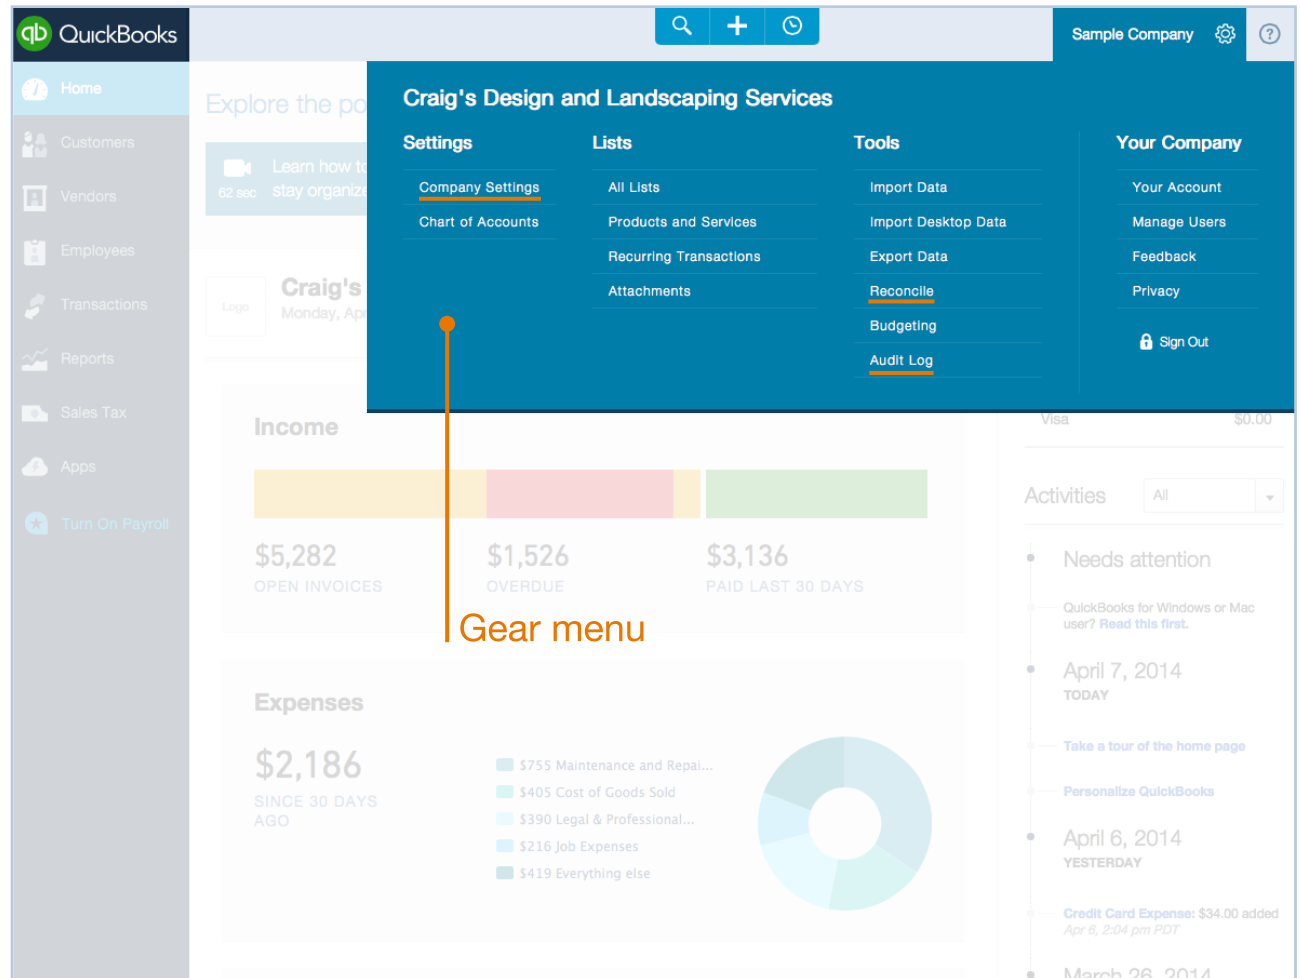 QuickBooks
Sample Company
Home
Customers
Vendors
Employees
Transactions
Reports
Sales Tax
Apps
Turn On Payroll
Explore the po
62 sec
Learn how to
stay organize
Logo
Craig's
Monday, Apr
Craig's Design and Landscaping Services
Settings
Company Settings
Chart of Accounts
Lists
All Lists
Products and Services
Recurring Transactions
Attachments
Tools
Import Data
Import Desktop Data
Export Data
Reconcile
Budgeting
Audit Log
Your Company
Your Account
Manage Users
Feedback
Privacy
Sign Out
Income
$5,282
OPEN INVOICES
$1,526
OVERDUE
$3,136
PAID LAST 30 DAYS
Gear menu
Expenses
$2,186
SINCE 30 DAYS
AGO
$755 Maintenance and Repai...
$405 Cost of Goods Sold
$390 Legal & Professional...
$216 Job Expenses
$419 Everything else
Visa $0.00
Activities All
Needs attention
QuickBooks for Windows or Mac
user? Read this first.
April 7, 2014
TODAY
Take a tour of the home page
Personalize QuickBooks
April 6, 2014
YESTERDAY
Credit Card Expense: $34.00 added
Apr 6, 2:04 pm PDT
March 26, 2014